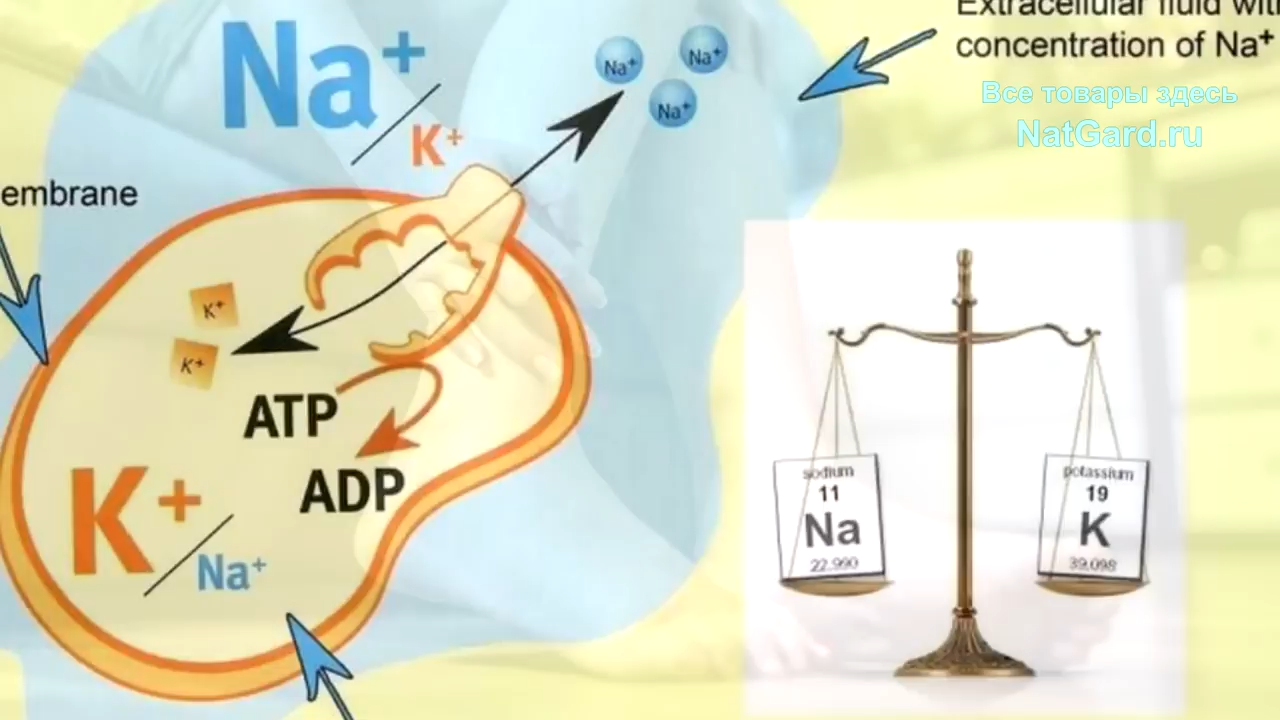 Extracellular fluid with
concentration of Na⁺
Все товары здесь
NatGard.ru
Na⁺
K⁺
Na⁺
Na⁺
Na⁺
embrane
K⁺
K⁺
ATP
ADP
K⁺
Na⁺
sodium
11
Na
22.990
potassium
19
K
39.098